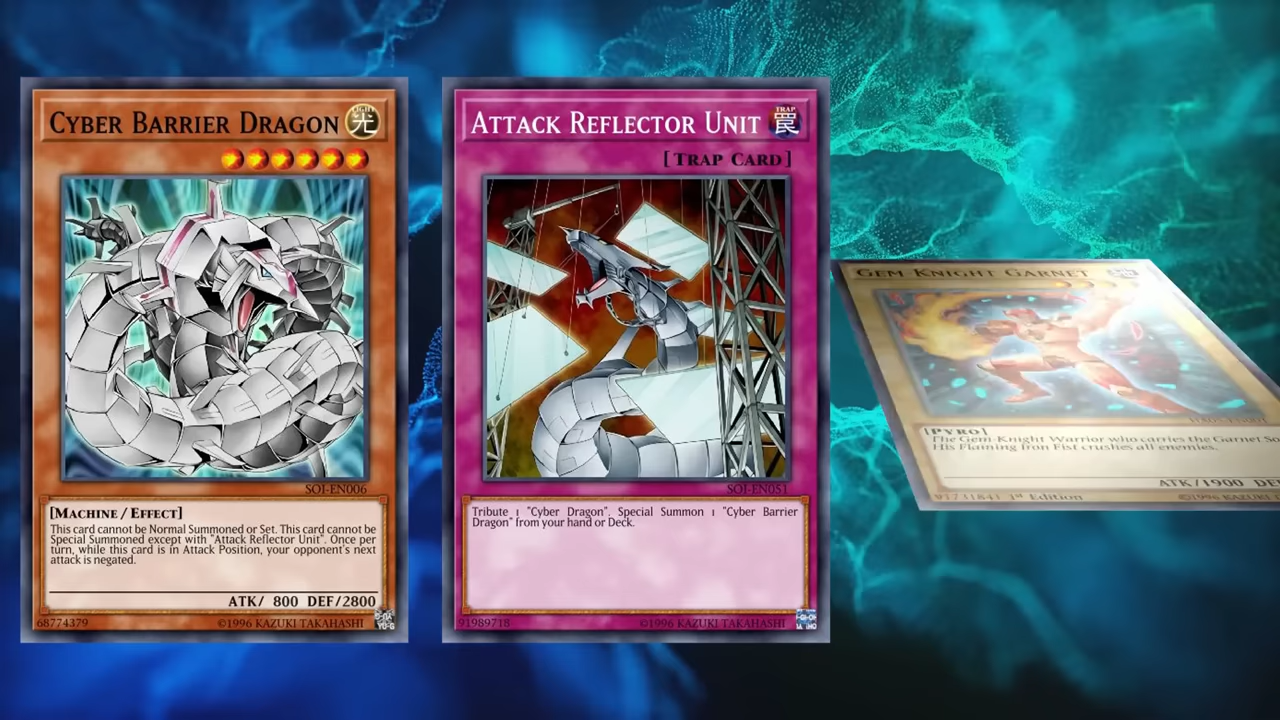 CYBER BARRIER DRAGON
LIGHT
光
SOI-EN006
[MACHINE / EFFECT]
This card cannot be Normal Summoned or Set. This card cannot be
Special Summoned except with "Attack Reflector Unit". Once per
turn, while this card is in Attack Position, your opponent's next
attack is negated.
ATK/ 800 DEF/2800
68774379
©1996 KAZUKI TAKAHASHI
ATTACK REFLECTOR UNIT
TRAP
罠
[TRAP CARD]
SOI-EN051
Tribute 1 "Cyber Dragon". Special Summon 1 "Cyber Barrier
Dragon" from your hand or Deck.
91989718
©1996 KAZUKI TAKAHASHI
GEM KNIGHT GARNET
[PYRO]
The Gem-Knight Warrior who carries the Garnet
His Flaming Iron Fist crushes all enemies.
ATK/1900
91731841 1st Edition
©1996 KAZUKI